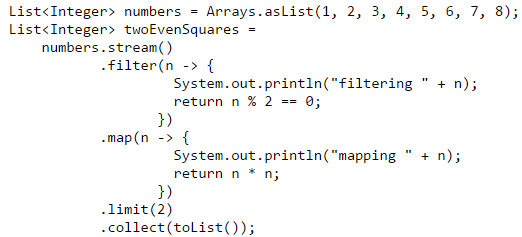 List<Integer> numbers = Arrays.asList(1, 2, 3, 4, 5, 6, 7, 8);
List<Integer> twoEvenSquares =
    numbers.stream()
           .filter(n -> {
                    System.out.println("filtering " + n);
                    return n % 2 == 0;
                  })
           .map(n -> {
                    System.out.println("mapping " + n);
                    return n * n;
                  })
           .limit(2)
           .collect(toList());